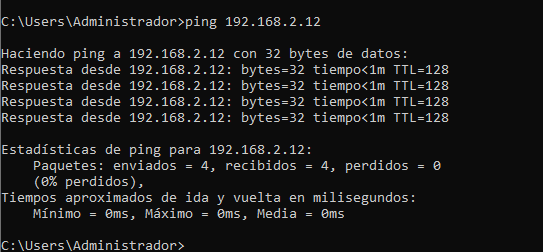 C:\Users\Administrador>ping 192.168.2.12
Haciendo ping a 192.168.2.12 con 32 bytes de datos:
Respuesta desde 192.168.2.12: bytes=32 tiempo<1m TTL=128
Respuesta desde 192.168.2.12: bytes=32 tiempo<1m TTL=128
Respuesta desde 192.168.2.12: bytes=32 tiempo<1m TTL=128
Respuesta desde 192.168.2.12: bytes=32 tiempo<1m TTL=128
Estadísticas de ping para 192.168.2.12:
Paquetes: enviados = 4, recibidos = 4, perdidos = 0
(0% perdidos),
Tiempos aproximados de ida y vuelta en milisegundos:
Mínimo = 0ms, Máximo = 0ms, Media = 0ms
C:\Users\Administrador>